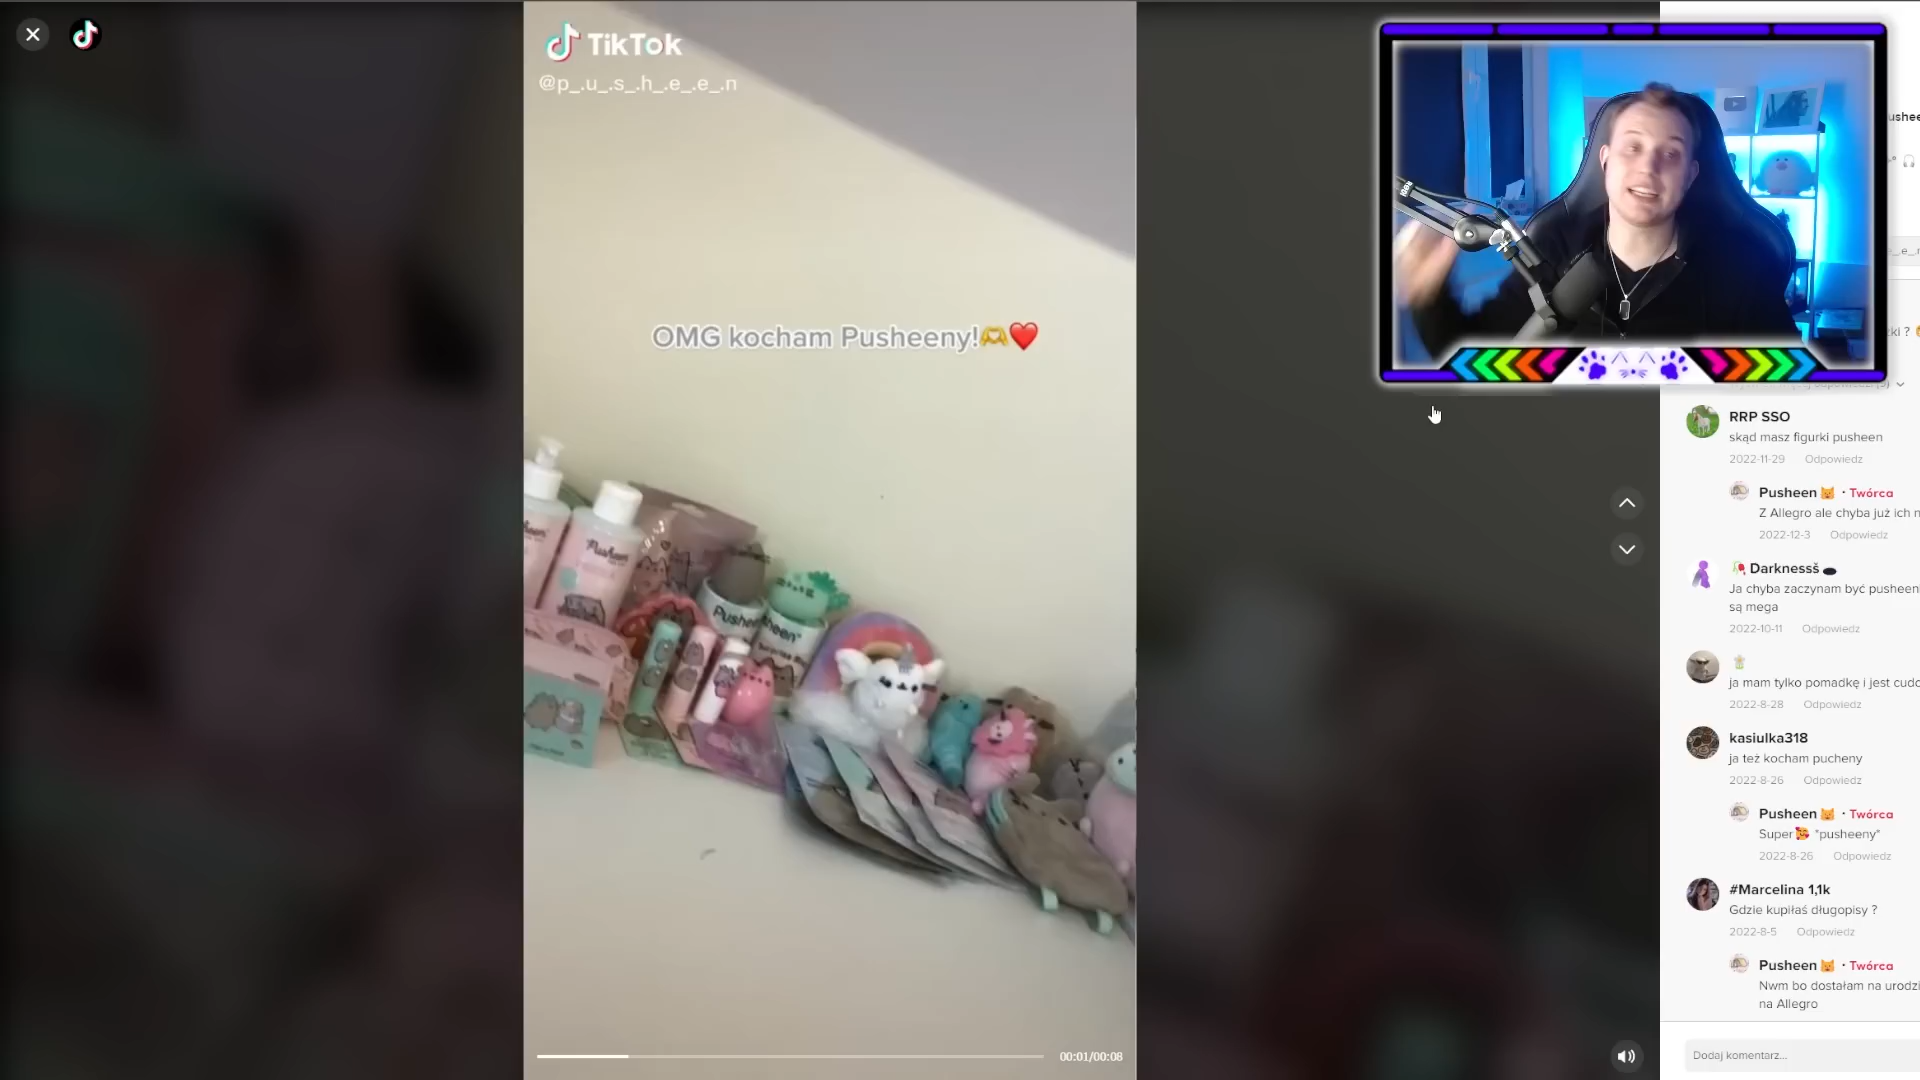 TikTok
@p_.u_.s_.h_.e_.e_.n
OMG kocham Pusheeny!🫶❤️
Pusheen
00:01/00:08
RRP SSO
skąd masz figurki pusheen
2022-11-29 Odpowiedz
Pusheen 😺 · Twórca
Z Allegro ale chyba już ich
2022-12-3 Odpowiedz
🥀Darknessš🕳️
Ja chyba zaczynam być pusheen
są mega
2022-10-11 Odpowiedz
ja mam tylko pomadkę i jest
2022-8-28 Odpowiedz
kasiulka318
ja też kocham pucheny
2022-8-26 Odpowiedz
Pusheen 😺 · Twórca
Super🥰 "pusheeny"
2022-8-26 Odpowiedz
#Marcelina 1,1k
Gdzie kupiłaś długopisy ?
2022-8-5 Odpowiedz
Pusheen 😺 · Twórca
Nwm bo dostałam na
na Allegro
Dodaj komentarz...